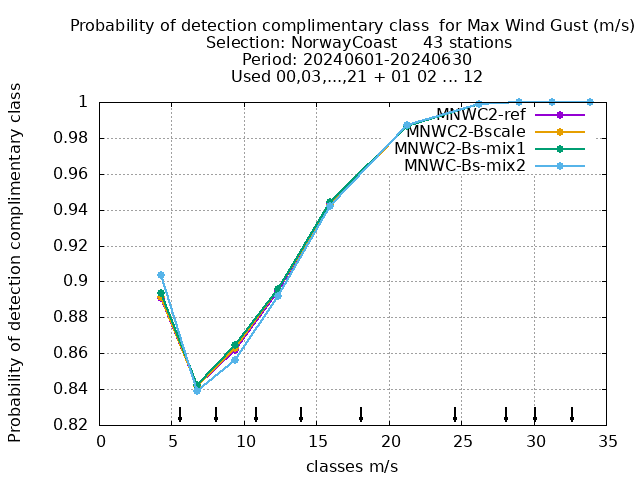 Probability of detection complimentary class  for Max Wind Gust (m/s)
Selection: NorwayCoast     43 stations
Period: 20240601-20240630
Used 00,03,...,21 + 01 02 ... 12
Probability of detection complimentary class
1
0.98
0.96
0.94
0.92
0.9
0.88
0.86
0.84
0.82
MNWC2-ref
MNWC2-Bscale
MNWC2-Bs-mix1
MNWC-Bs-mix2
0 5 10 15 20 25 30 35
classes m/s